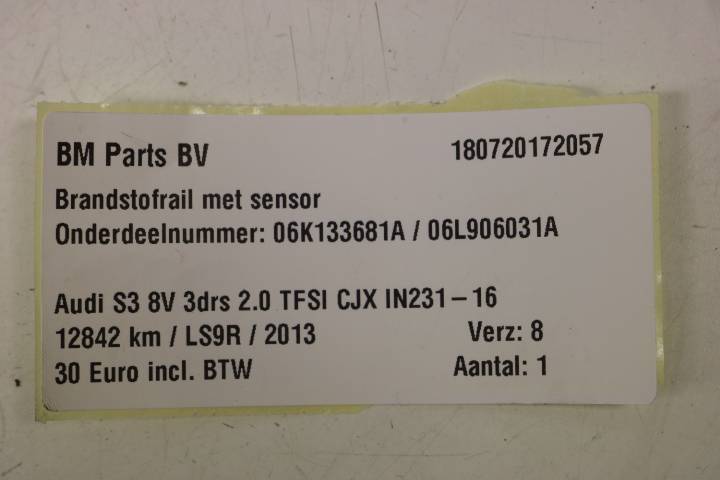 BM Parts BV 180720172057
Brandstofrail met sensor
Onderdeelnummer: 06K133681A / 06L906031A
Audi S3 8V 3drs 2.0 TFSI CJX IN231-16
12842 km / LS9R / 2013 Verz: 8
30 Euro incl. BTW Aantal: 1